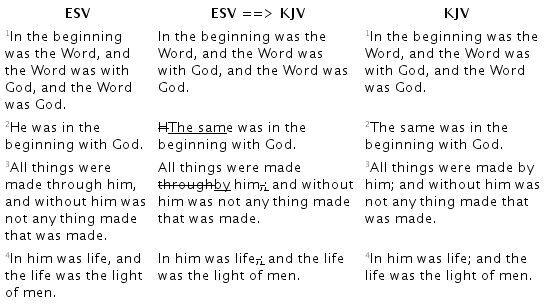 ESV
1In the beginning
was the Word, and
the Word was with
God, and the Word
was God.
2He was in the
beginning with God.
3All things were
made through him,
and without him was
not any thing made
that was made.
4In him was life, and
the life was the light
of men.
ESV ==> KJV
In the beginning was the
Word, and the Word was
with God, and the Word was
God.
HThe same was in the
beginning with God.
All things were made
throughby him,; and without
him was not any thing made
that was made.
In him was life,; and the life
was the light of men.
KJV
1In the beginning was the
Word, and the Word was
with God, and the Word
was God.
2The same was in the
beginning with God.
3All things were made by
him; and without him was
not any thing made that
was made.
4In him was life; and the
life was the light of men.